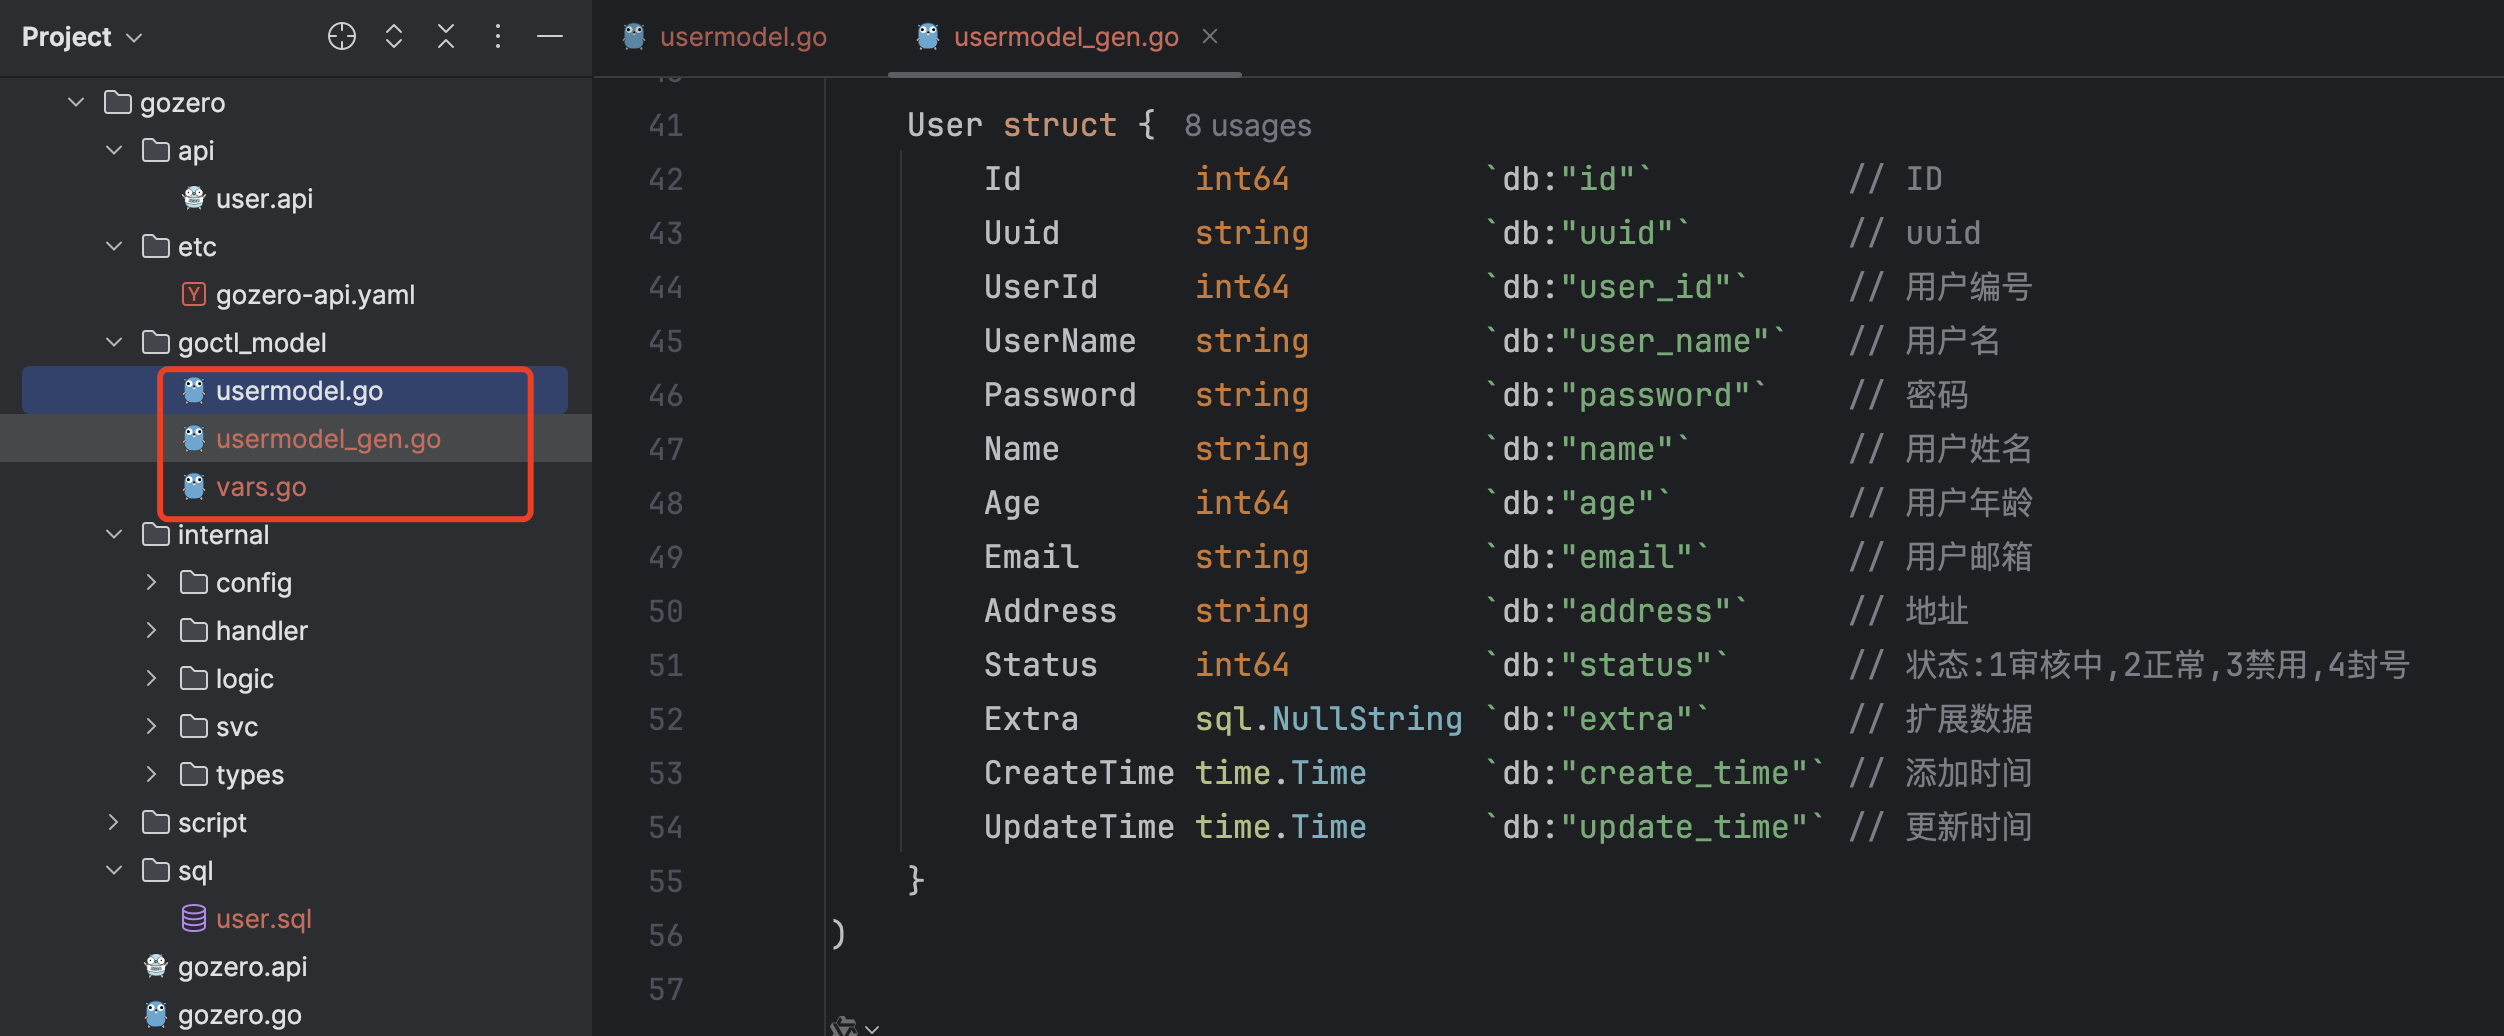 Project
gozero
api
user.api
etc
gozero-api.yaml
goctl_model
usermodel.go
usermodel_gen.go
vars.go
internal
config
handler
logic
svc
types
script
sql
user.sql
gozero.api
gozero.go
usermodel.go
usermodel_gen.go
41 User struct { 8 usages
42 Id int64 `db:"id"` // ID
43 Uuid string `db:"uuid"` // uuid
44 UserId int64 `db:"user_id"` // 用户编号
45 UserName string `db:"user_name"` // 用户名
46 Password string `db:"password"` // 密码
47 Name string `db:"name"` // 用户姓名
48 Age int64 `db:"age"` // 用户年龄
49 Email string `db:"email"` // 用户邮箱
50 Address string `db:"address"` // 地址
51 Status int64 `db:"status"` // 状态:1审核中,2正常,3禁用,4封号
52 Extra sql.NullString `db:"extra"` // 扩展数据
53 CreateTime time.Time `db:"create_time"` // 添加时间
54 UpdateTime time.Time `db:"update_time"` // 更新时间
55 }
56 )
57